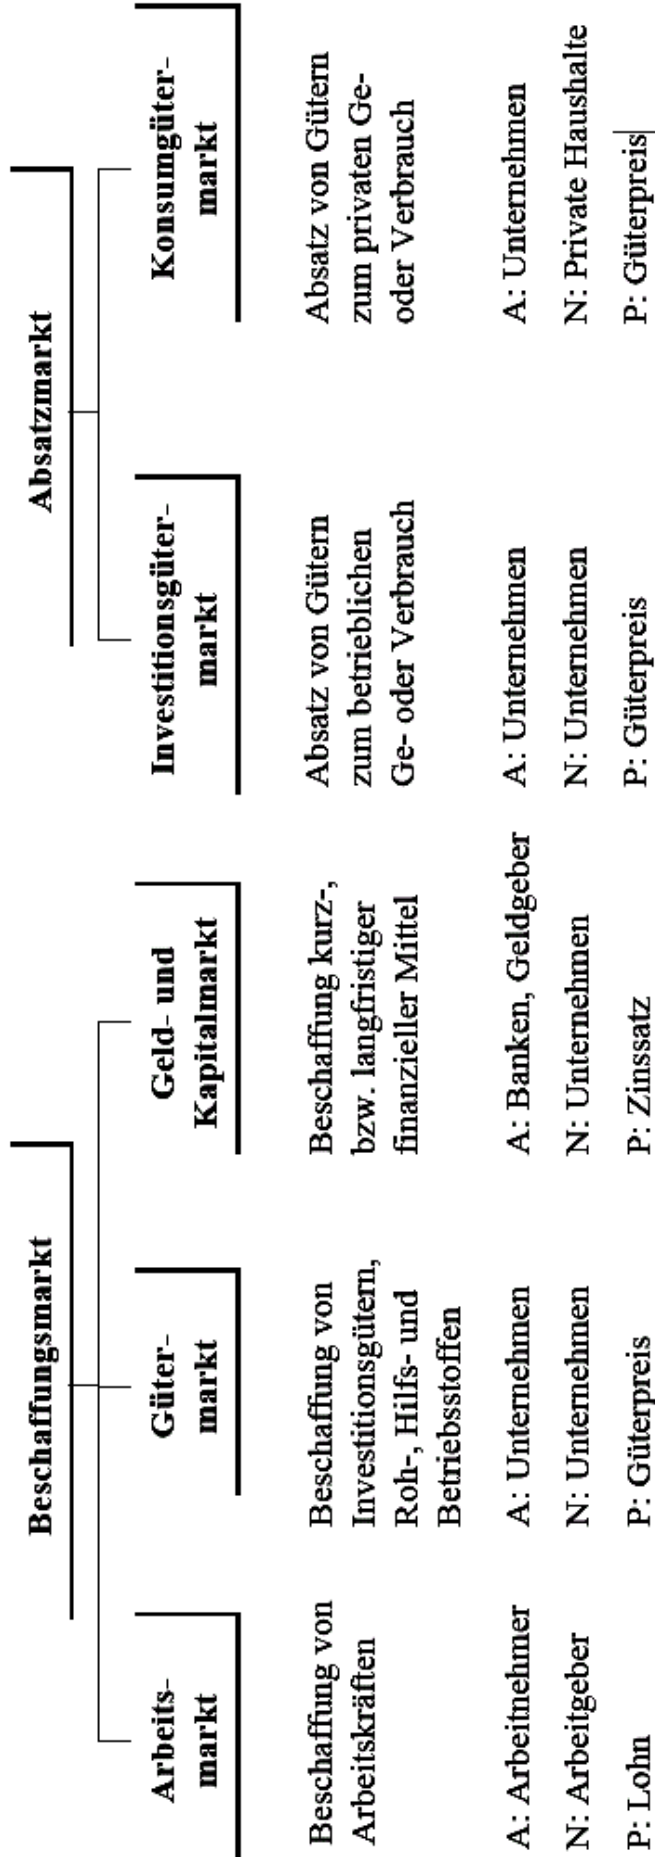 Beschaffungsmarkt
Arbeits-
markt
Beschaffung von
Arbeitskräften
A: Arbeitnehmer
N: Arbeitgeber
P: Lohn
Güter-
markt
Beschaffung von
Investitionsgütern,
Roh-, Hilfs- und
Betriebsstoffen
A: Unternehmen
N: Unternehmen
P: Güterpreis
Geld- und
Kapitalmarkt
Beschaffung kurz-,
bzw. langfristiger
finanzieller Mittel
A: Banken, Geldgeber
N: Unternehmen
P: Zinssatz
Absatzmarkt
Investitionsgüter-
markt
Absatz von Gütern
zum betrieblichen
Ge- oder Verbrauch
A: Unternehmen
N: Unternehmen
P: Güterpreis
Konsumgüter-
markt
Absatz von Gütern
zum privaten Ge-
oder Verbrauch
A: Unternehmen
N: Private Haushalte
P: Güterpreis